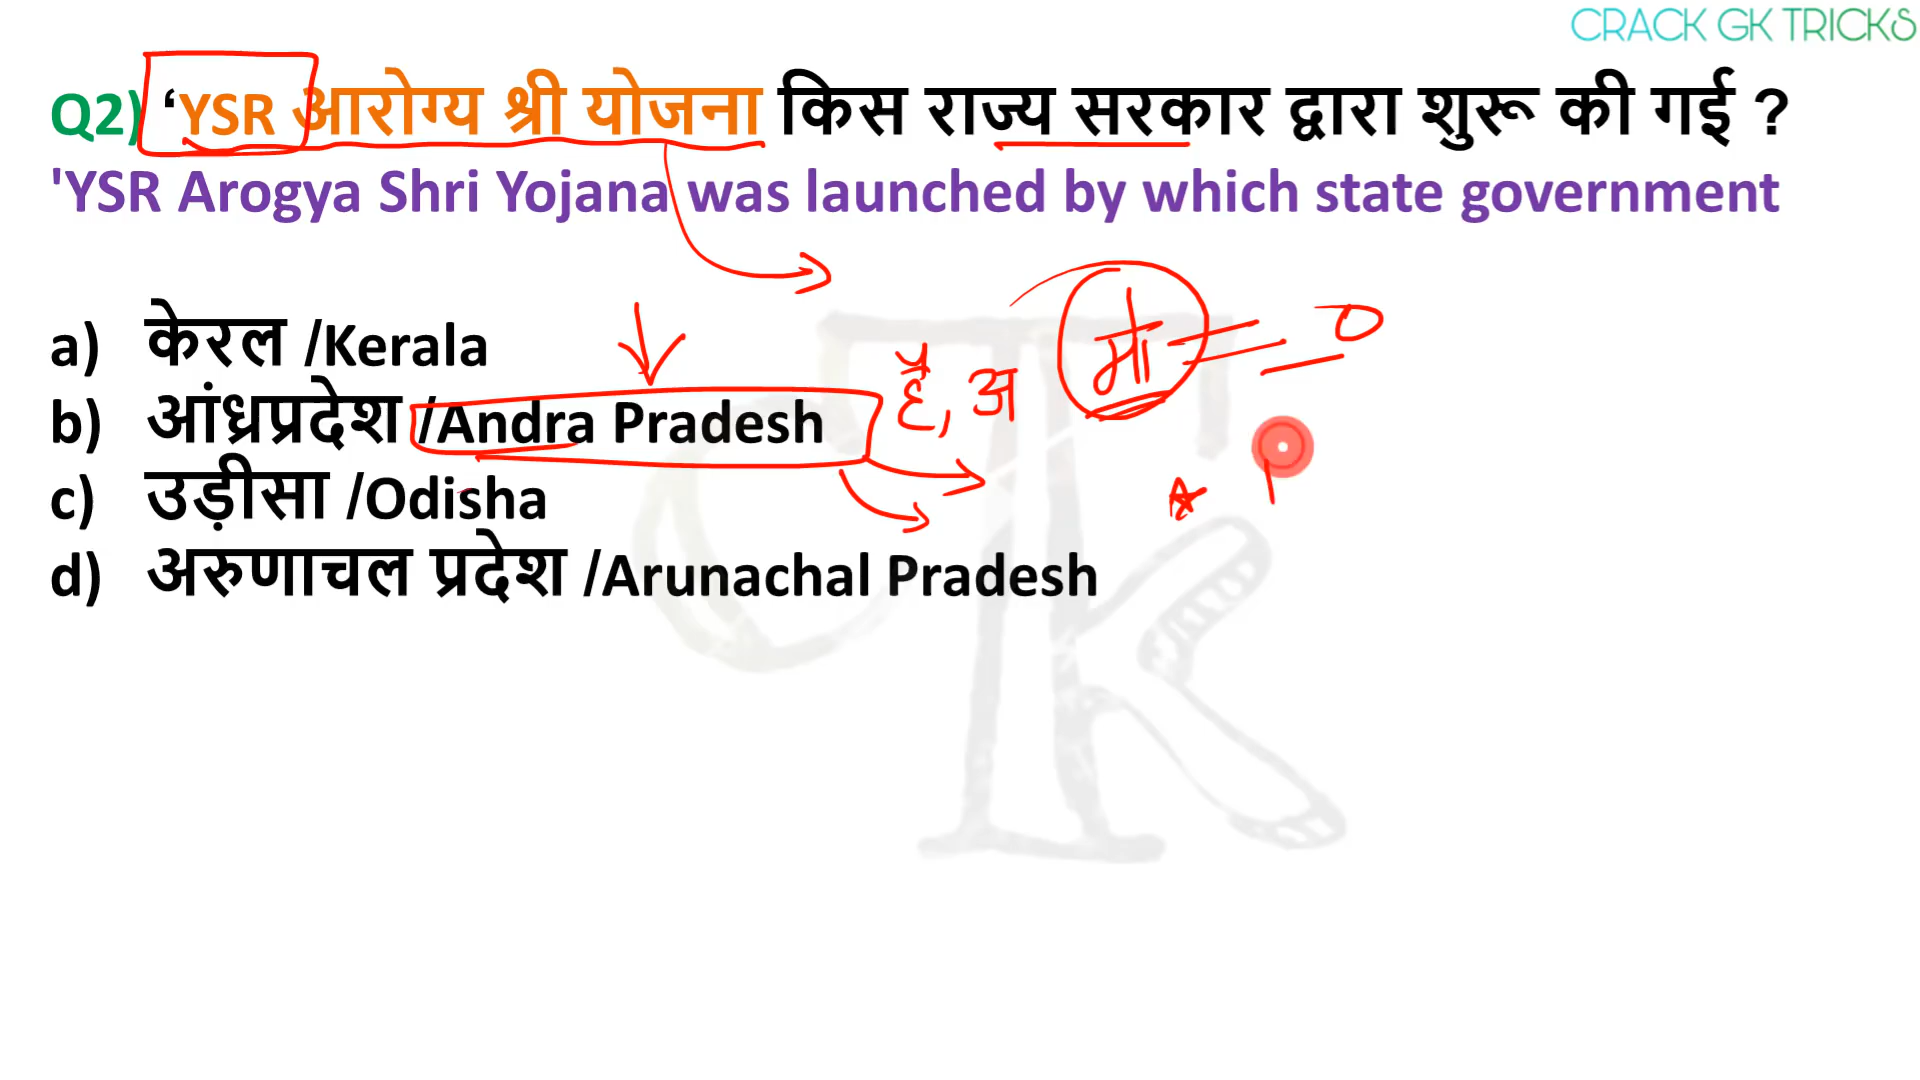 CRACK GK TRICKS
Q2) ‘YSR आरोग्य श्री योजना किस राज्य सरकार द्वारा शुरू की गई ?
'YSR Arogya Shri Yojana was launched by which state government
a) केरल /Kerala
b) आंध्रप्रदेश /Andra Pradesh
c) उड़ीसा /Odisha
d) अरुणाचल प्रदेश /Arunachal Pradesh